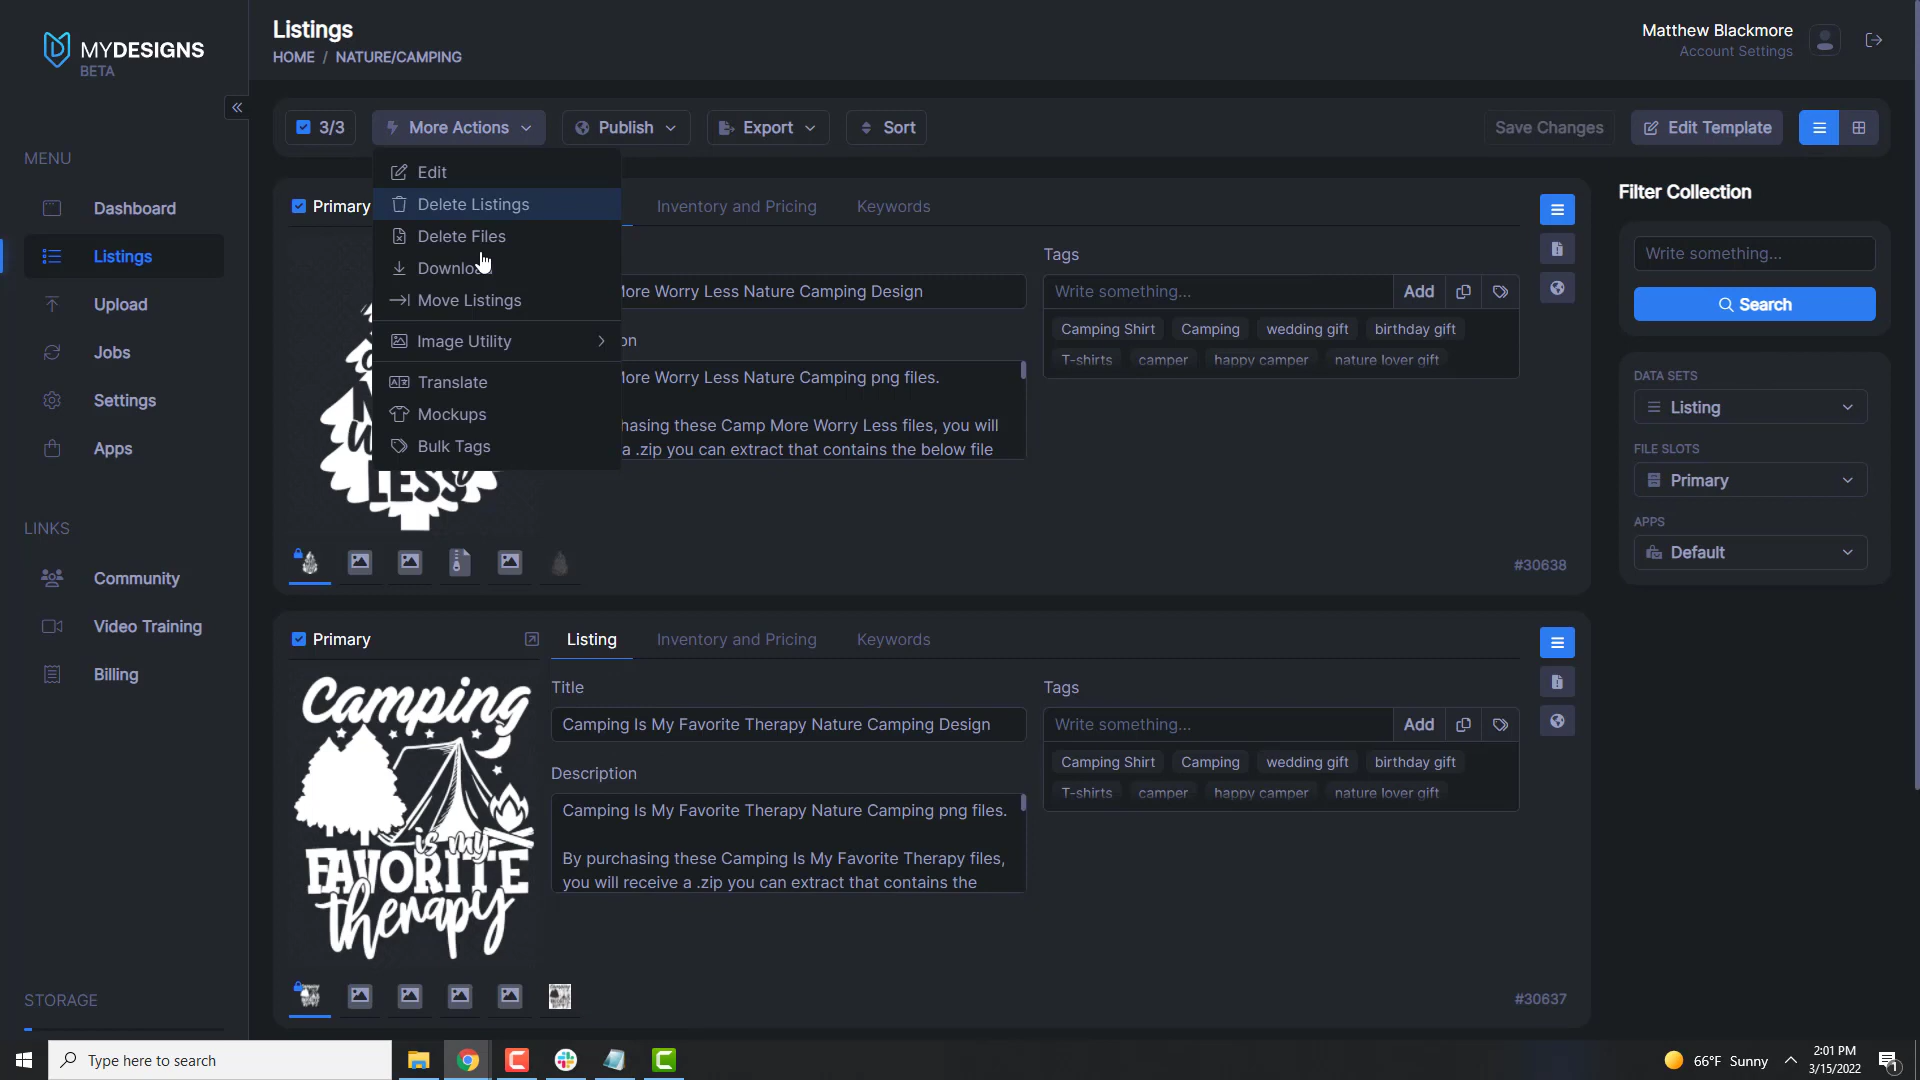 MYDESIGNS
BETA
MENU
Dashboard
Listings
Upload
Jobs
Settings
Apps
LINKS
Community
Video Training
Billing
STORAGE
Listings
HOME / NATURE/CAMPING
Matthew Blackmore
Account Settings
3/3
More Actions
Publish
Export
Sort
Save Changes
Edit Template
Edit
Delete Listings
Delete Files
Download
Move Listings
Image Utility
Translate
Mockups
Bulk Tags
Primary
Inventory and Pricing
Keywords
More Worry Less Nature Camping Design
on
More Worry Less Nature Camping png files.
hasing these Camp More Worry Less files, you will
a .zip you can extract that contains the below file
LESS
Tags
Write something...
Add
Camping Shirt Camping wedding gift birthday gift
T-shirts camper happy camper nature lover gift
#30638
Primary
Listing
Inventory and Pricing
Keywords
Camping
is my
FAVORITE
therapy
Title
Camping Is My Favorite Therapy Nature Camping Design
Description
Camping Is My Favorite Therapy Nature Camping png files.
By purchasing these Camping Is My Favorite Therapy files,
you will receive a .zip you can extract that contains the
Tags
Write something...
Add
Camping Shirt Camping wedding gift birthday gift
T-shirts camper happy camper nature lover gift
#30637
Filter Collection
Write something...
Search
DATA SETS
Listing
FILE SLOTS
Primary
APPS
Default
Type here to search
66°F Sunny
2:01 PM
3/15/2022
1